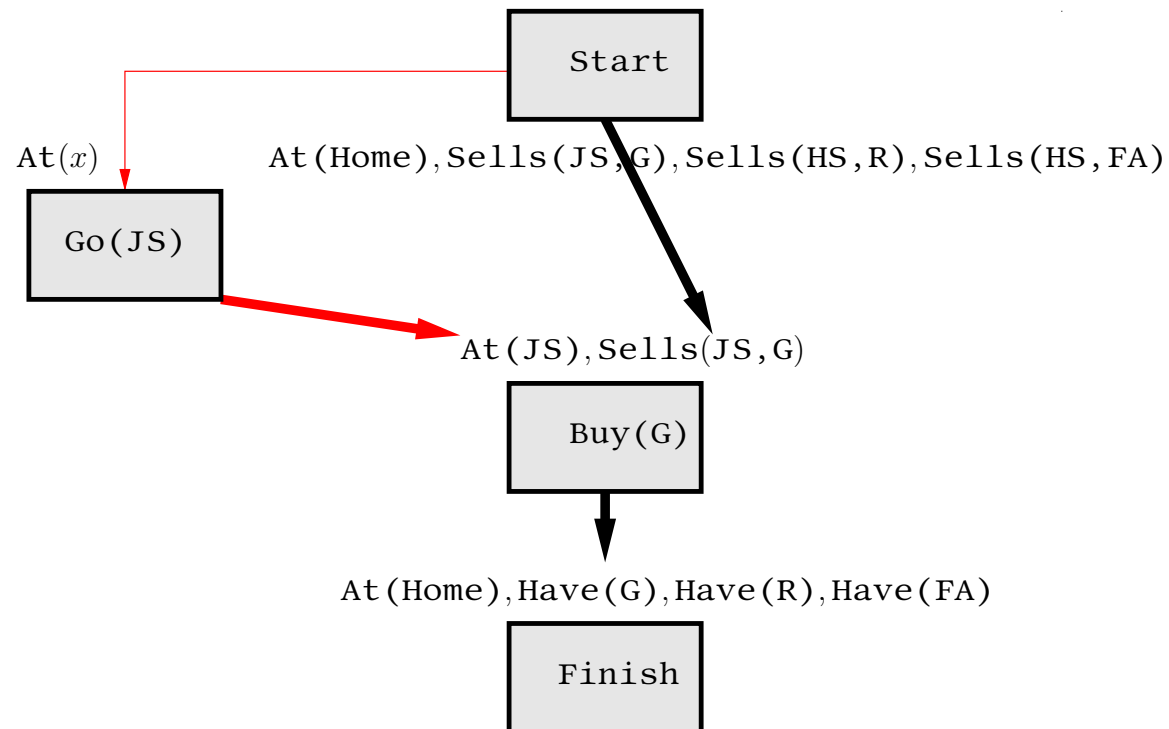 Start
At(x)
At(Home),Sells(JS,G),Sells(HS,R),Sells(HS,FA)
Go(JS)
At(JS),Sells(JS,G)
Buy(G)
At(Home),Have(G),Have(R),Have(FA)
Finish